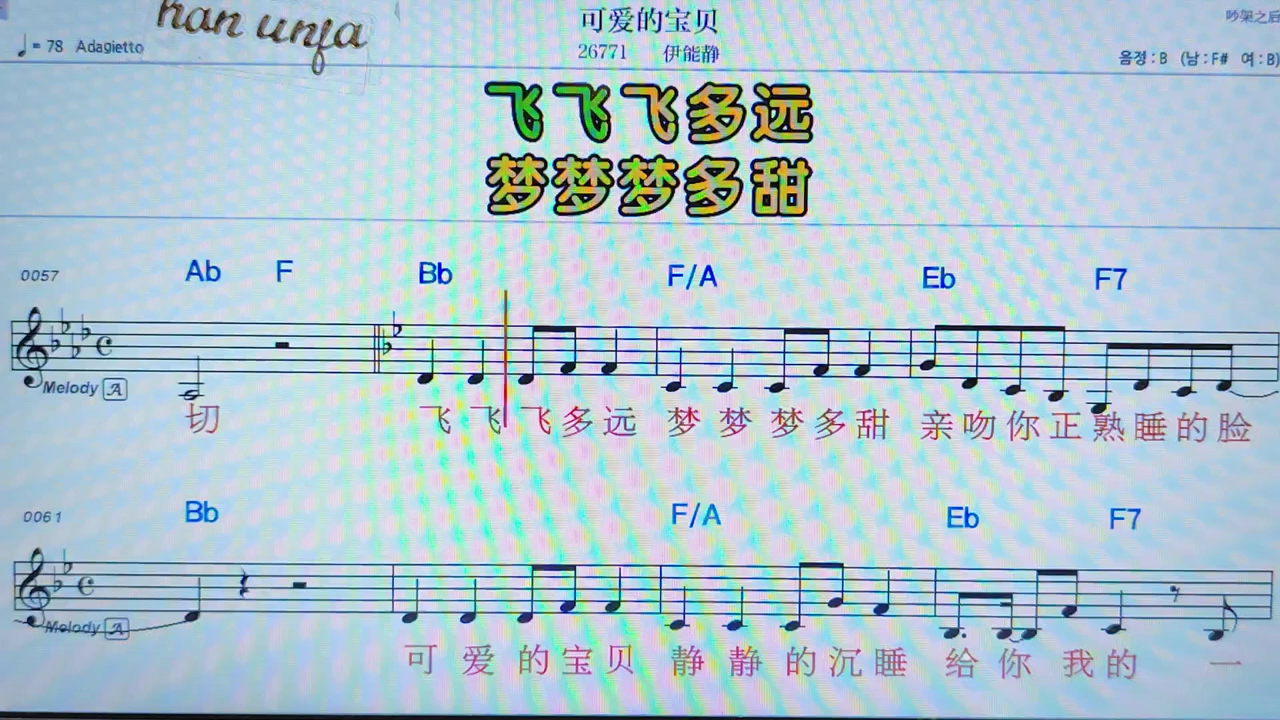 han unfa
可爱的宝贝
吵架之后
♩= 78 Adagietto
26771 伊能静
음정 : B (남 : F# 여 : B)
飞飞飞多远
梦梦梦多甜
0057 Ab F Bb F/A Eb F7
Melody A
切 飞 飞 飞 多 远 梦 梦 梦 多 甜 亲 吻 你 正 熟 睡 的 脸
0061 Bb F/A Eb F7
Melody A
可 爱 的 宝 贝 静 静 的 沉 睡 给 你 我 的 一